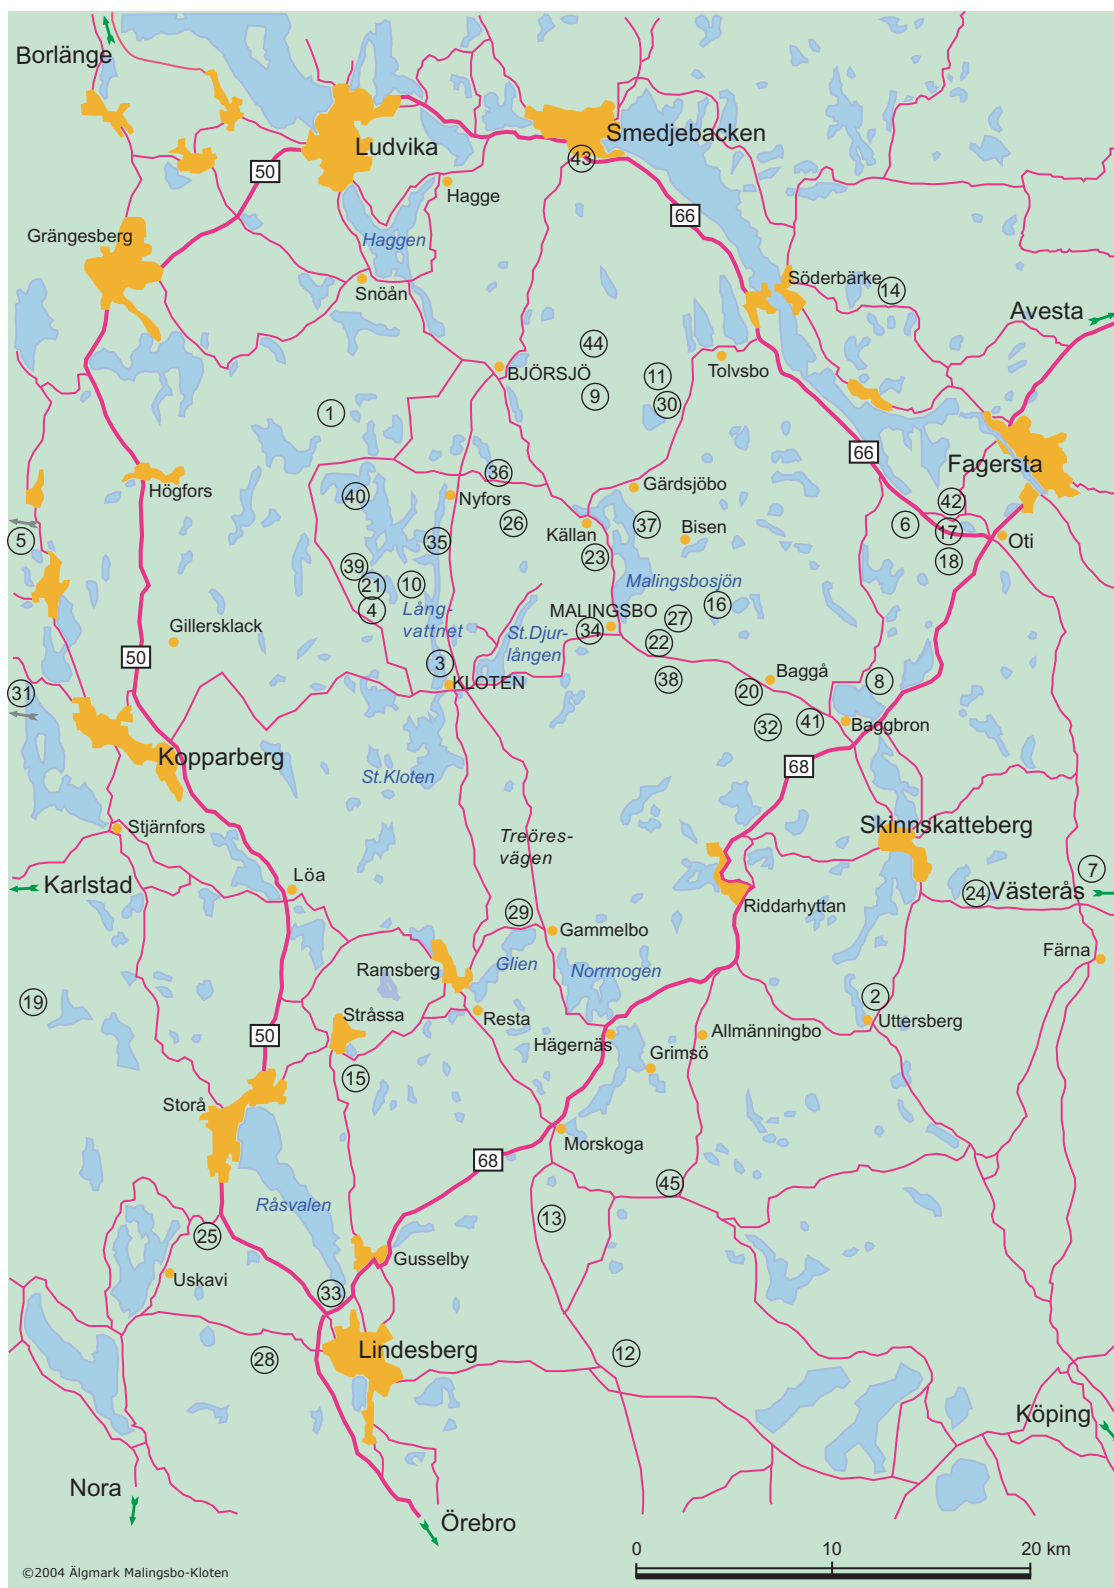 Borlänge
Ludvika
Smedjebacken
43
50
Hagge
66
Grängesberg
Haggen
Söderbärke
14
Snöån
Avesta
44
BJÖRSJÖ
11
Tolvsbo
9
30
1
66
Fagersta
36
Högfors
40
Nyfors
Gärdsjöbo
42
26
Källan
37
Bisen
6
17
5
35
23
Oti
39
18
21
10
Malingsbosjön
4
Lång-
vattnet
MALINGSBO
27
16
Gillersklack
St.Djur-
lången
34
22
50
3
KLOTEN
38
Baggå
8
31
20
32
41
Baggbron
Kopparberg
St.Kloten
68
Stjärnfors
Treöres-
vägen
Skinnskatteberg
Löa
7
Karlstad
24
Västerås
29
Riddarhyttan
Gammelbo
Färna
Ramsberg
Glien
Norrmogen
19
2
Stråssa
Resta
Uttersberg
50
Hägernäs
Allmänningbo
Grimsö
15
Storå
Morskoga
68
45
Råsvalen
13
25
Gusselby
Uskavi
33
Lindesberg
12
28
Köping
Nora
Örebro
0
10
20 km
©2004 Älgmark Malingsbo-Kloten